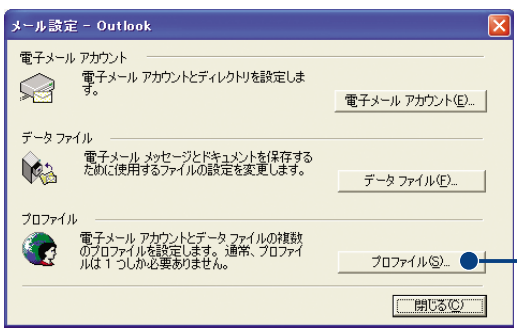 メール設定 - Outlook
電子メール アカウント
電子メール アカウントとディレクトリを設定しま
す。
電子メール アカウント(E)...
データ ファイル
電子メール メッセージとドキュメントを保存する
ために使用するファイルの設定を変更します。
データ ファイル(F)...
プロファイル
電子メール アカウントとデータ ファイルの複数
のプロファイルを設定します。通常、プロファイ
ルは 1 つしか必要ありません。
プロファイル(S)...
閉じる(C)